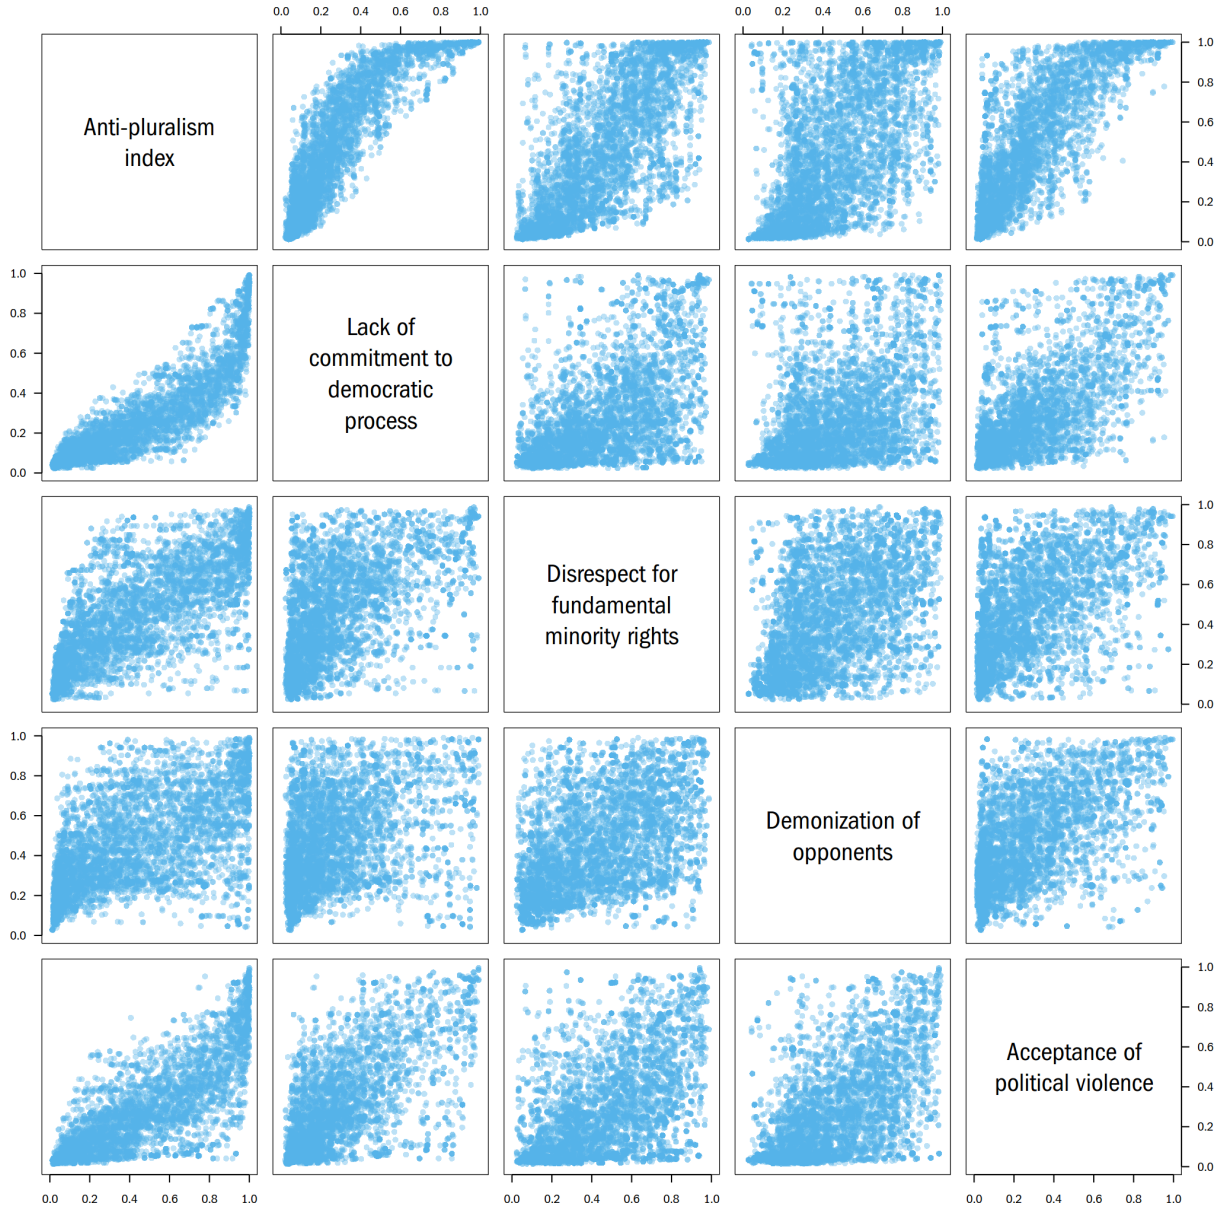 0.0 0.2 0.4 0.6 0.8 1.0
0.0 0.2 0.4 0.6 0.8 1.0
Anti-pluralism
index
1.0
0.8
0.6
0.4
0.2
0.0
1.0
0.8
0.6
0.4
0.2
0.0
Lack of
commitment to
democratic
process
Disrespect for
fundamental
minority rights
1.0
0.8
0.6
0.4
0.2
0.0
1.0
0.8
0.6
0.4
0.2
0.0
Demonization of
opponents
Acceptance of
political violence
1.0
0.8
0.6
0.4
0.2
0.0
0.0 0.2 0.4 0.6 0.8 1.0
0.0 0.2 0.4 0.6 0.8 1.0
0.0 0.2 0.4 0.6 0.8 1.0